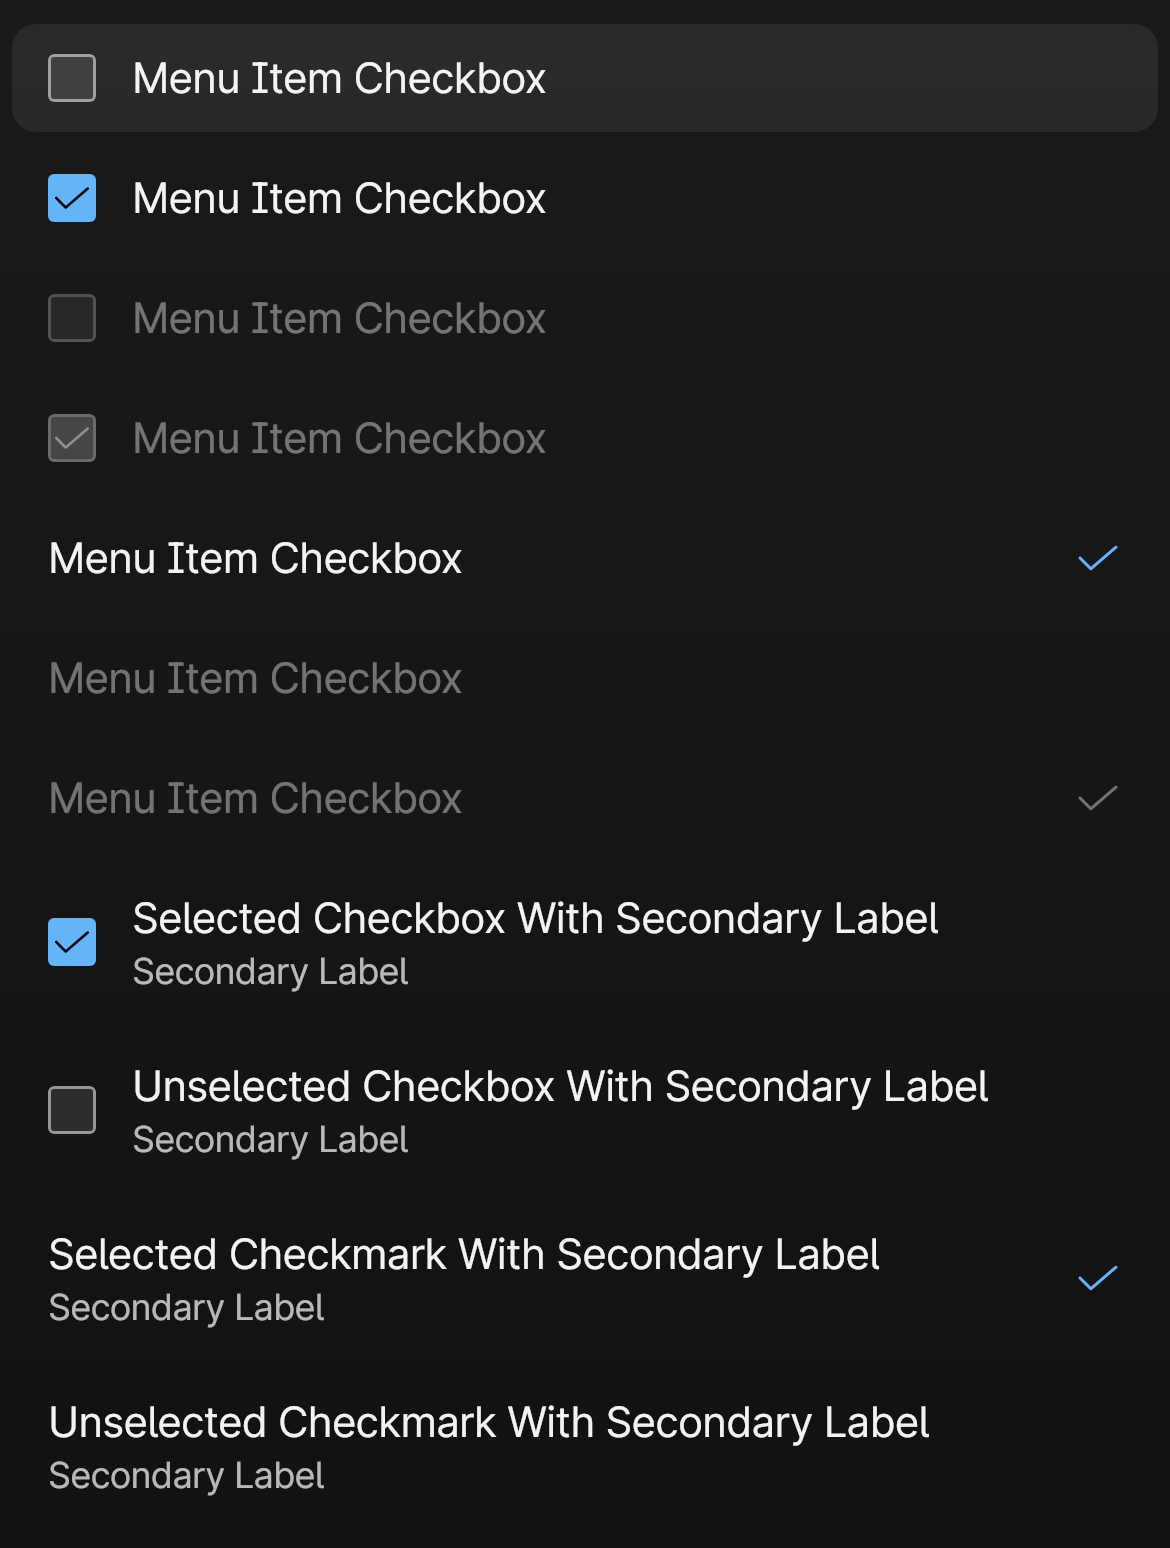 Menu Item Checkbox
Menu Item Checkbox
Menu Item Checkbox
Menu Item Checkbox
Menu Item Checkbox
Menu Item Checkbox
Menu Item Checkbox
Selected Checkbox With Secondary Label
Secondary Label
Unselected Checkbox With Secondary Label
Secondary Label
Selected Checkmark With Secondary Label
Secondary Label
Unselected Checkmark With Secondary Label
Secondary Label